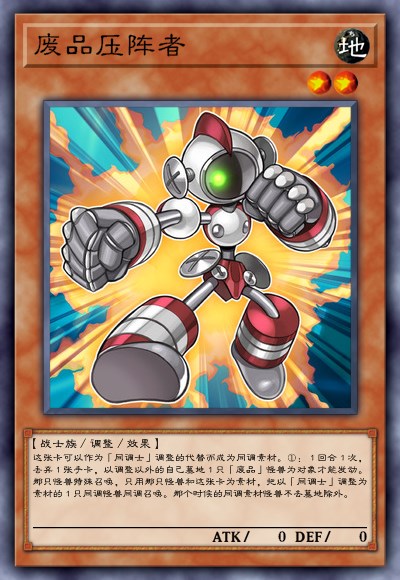 废品压阵者
地
【战士族／调整／效果】
这张卡可以作为「同调士」调整的代替而成为同调素材。①：1回合1次，
丢弃1张手卡，以调整以外的自己墓地1只「废品」怪兽为对象才能发动。
那只怪兽特殊召唤，只用那只怪兽和这张卡为素材，把以「同调士」调整为
素材的1只同调怪兽同调召唤。那个时候的同调素材怪兽不去墓地除外。
ATK/ 0 DEF/ 0